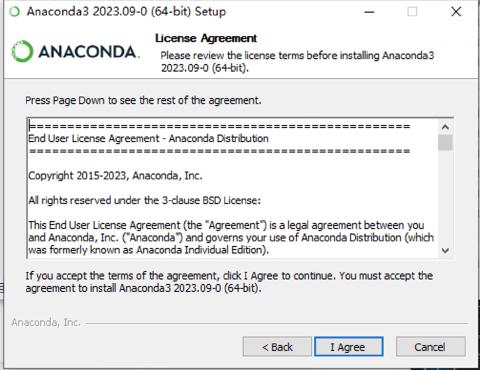 Anaconda3 2023.09-0 (64-bit) Setup
ANACONDA.
License Agreement
Please review the license terms before installing Anaconda3
2023.09-0 (64-bit).
Press Page Down to see the rest of the agreement.
==================================================
End User License Agreement - Anaconda Distribution
==================================================
Copyright 2015-2023, Anaconda, Inc.
All rights reserved under the 3-clause BSD License:
This End User License Agreement (the "Agreement") is a legal agreement between you
and Anaconda, Inc. ("Anaconda") and governs your use of Anaconda Distribution (which
was formerly known as Anaconda Individual Edition).
If you accept the terms of the agreement, click I Agree to continue. You must accept the
agreement to install Anaconda3 2023.09-0 (64-bit).
Anaconda, Inc.
< Back
I Agree
Cancel